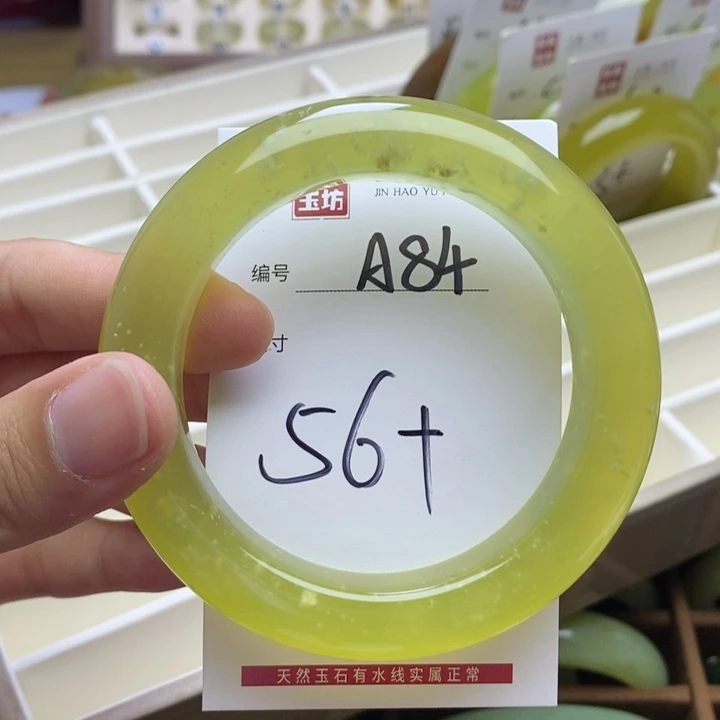 玉坊
JIN HAO YU
编号 A84
寸
56+
天然玉石有水线实属正常